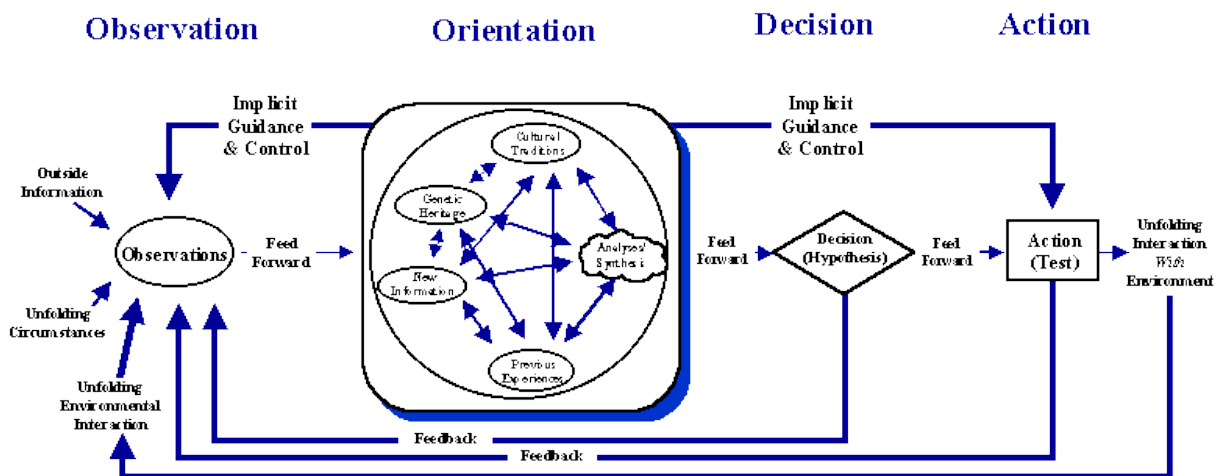 Observation
Orientation
Decision
Action
Implicit
Guidance
& Control
Implicit
Guidance
& Control
Cultural
Traditions
Outside
Information
Genetic
Heritage
Observations
Feed
Forward
Analyses/
Synthesis
New
Information
Feed
Forward
Decision
(Hypothesis)
Feed
Forward
Action
(Test)
Unfolding
Interaction
With
Environment
Unfolding
Circumstances
Previous
Experiences
Unfolding
Environmental
Interaction
Feedback
Feedback